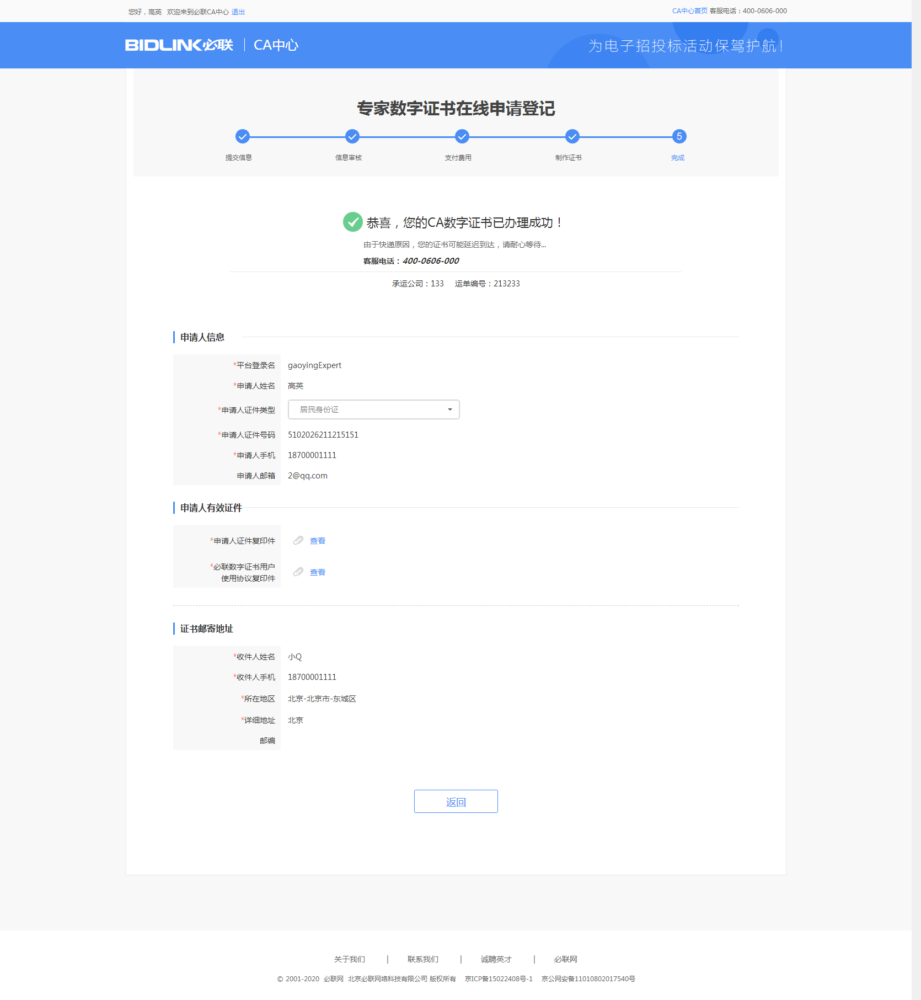 您好，高英 欢迎来到必联CA中心 退出
CA中心首页 客服电话：400-0606-000
BIDLINK必联 CA中心
为电子招投标活动保驾护航！
专家数字证书在线申请登记
5
提交信息 信息审核 支付费用 制作证书 完成
恭喜，您的CA数字证书已办理成功！
由于快递原因，您的证书可能延迟到达，请耐心等待...
客服电话：400-0606-000
承运公司：133 运单编号：213233
申请人信息
*平台登录名 gaoyingExpert
*申请人姓名 高英
*申请人证件类型 居民身份证
*申请人证件号码 5102026211215151
*申请人手机 18700001111
申请人邮箱 2@qq.com
申请人有效证件
*申请人证件复印件 查看
*必联数字证书用户
使用协议复印件 查看
证书邮寄地址
*收件人姓名 小Q
*收件人手机 18700001111
*所在地区 北京-北京市-东城区
*详细地址 北京
邮编
返回
关于我们 | 联系我们 | 诚聘英才 | 必联网
© 2001-2020 必联网 北京必联网络科技有限公司 版权所有 京ICP备15022408号-1 京公网安备11010802017540号